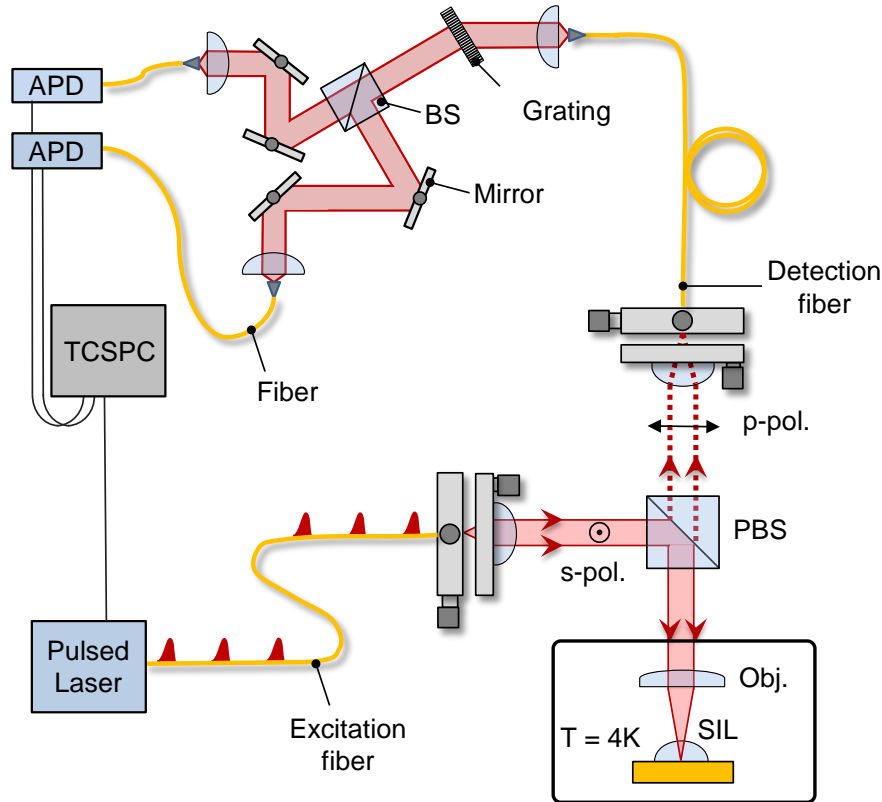 APD
APD
BS
Grating
Mirror
Detection
fiber
TCSPC
Fiber
p-pol.
PBS
s-pol.
Pulsed
Laser
Excitation
fiber
Obj.
SIL
T = 4K